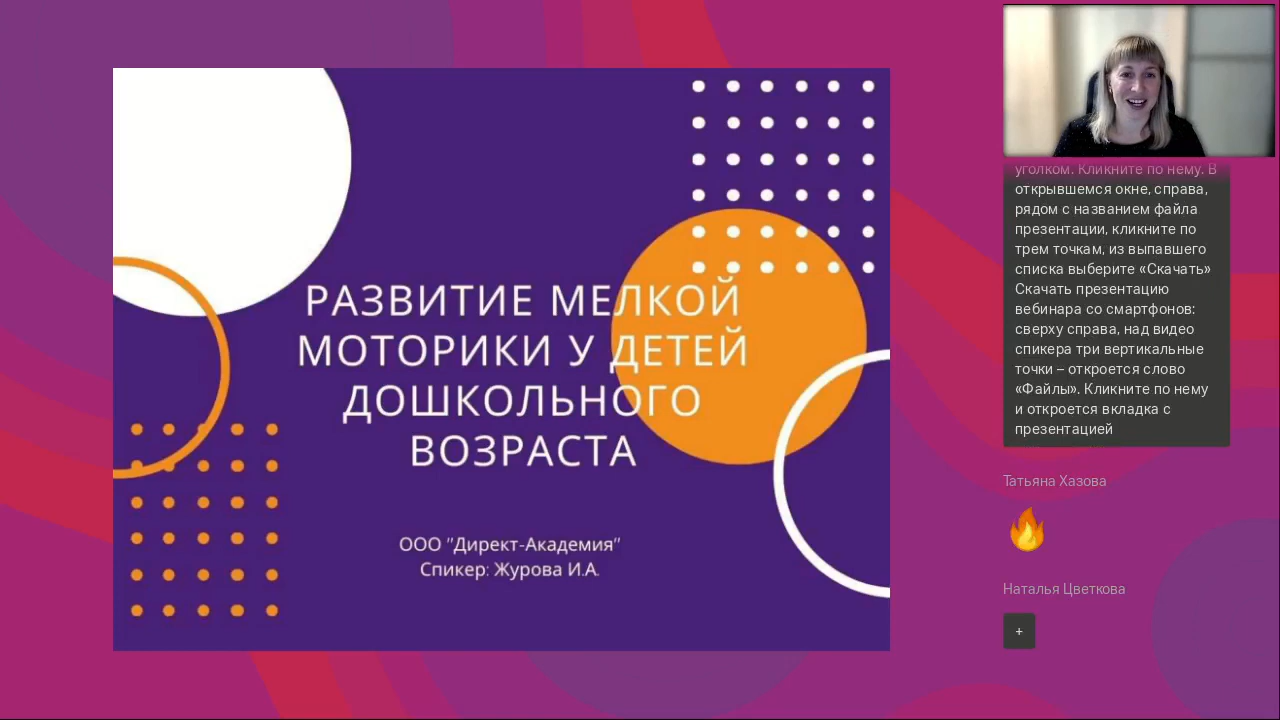 РАЗВИТИЕ МЕЛКОЙ
МОТОРИКИ У ДЕТЕЙ
ДОШКОЛЬНОГО
ВОЗРАСТА
ООО "Директ-Академия"
Спикер: Журова И.А.
уголком. Кликните по нему. В
открывшемся окне, справа,
рядом с названием файла
презентации, кликните по
трем точкам, из выпавшего
списка выберите «Скачать»
Скачать презентацию
вебинара со смартфонов:
сверху справа, над видео
спикера три вертикальные
точки – откроется слово
«Файлы». Кликните по нему
и откроется вкладка с
презентацией
Татьяна Хазова
Наталья Цветкова
+